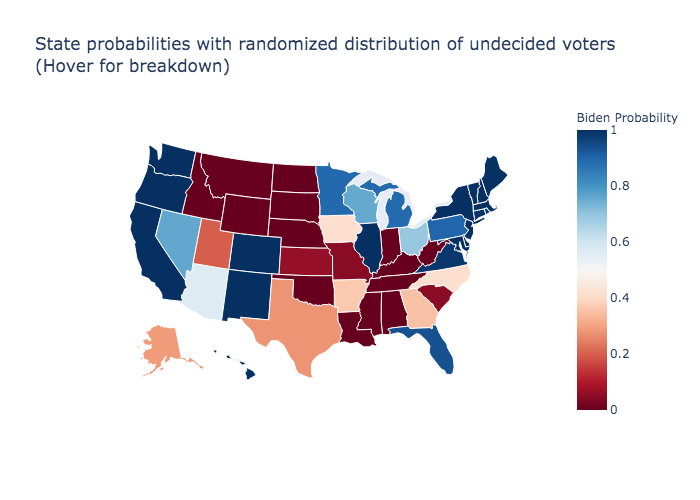 State probabilities with randomized distribution of undecided voters
(Hover for breakdown)
Biden Probability
1
0.8
0.6
0.4
0.2
0